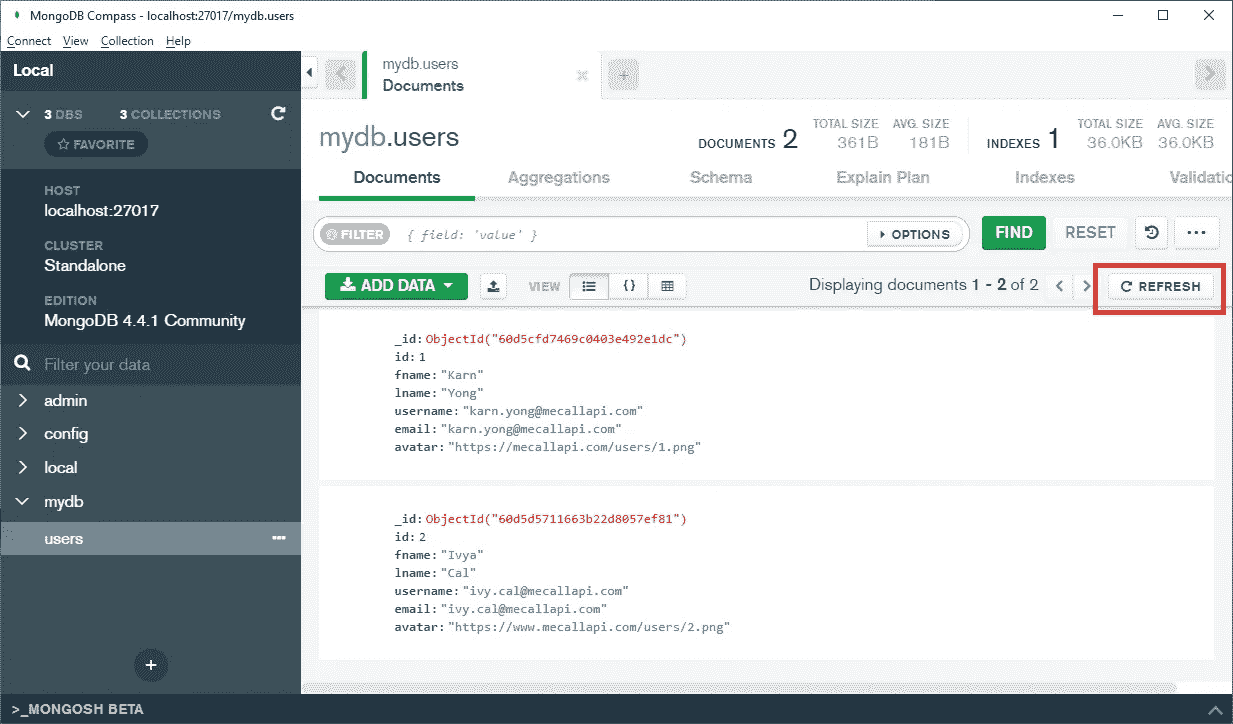 MongoDB Compass - localhost:27017/mydb.users
Connect View Collection Help
Local
3 DBS 3 COLLECTIONS
FAVORITE
HOST
localhost:27017
CLUSTER
Standalone
EDITION
MongoDB 4.4.1 Community
Filter your data
admin
config
local
mydb
users
>_MONGOSH BETA
mydb.users
Documents
mydb.users
DOCUMENTS 2 TOTAL SIZE 361B AVG. SIZE 181B INDEXES 1 TOTAL SIZE 36.0KB AVG. SIZE 36.0KB
Documents Aggregations Schema Explain Plan Indexes Validatio
FILTER { field: 'value' } OPTIONS FIND RESET
ADD DATA VIEW {} Displaying documents 1 - 2 of 2 REFRESH
_id: ObjectId("60d5cfd7469c0403e492e1dc")
id: 1
fname: "Karn"
lname: "Yong"
username: "karn.yong@mecallapi.com"
email: "karn.yong@mecallapi.com"
avatar: "https://mecallapi.com/users/1.png"
_id: ObjectId("60d5d5711663b22d8057ef81")
id: 2
fname: "Ivya"
lname: "Cal"
username: "ivy.cal@mecallapi.com"
email: "ivy.cal@mecallapi.com"
avatar: "https://www.mecallapi.com/users/2.png"